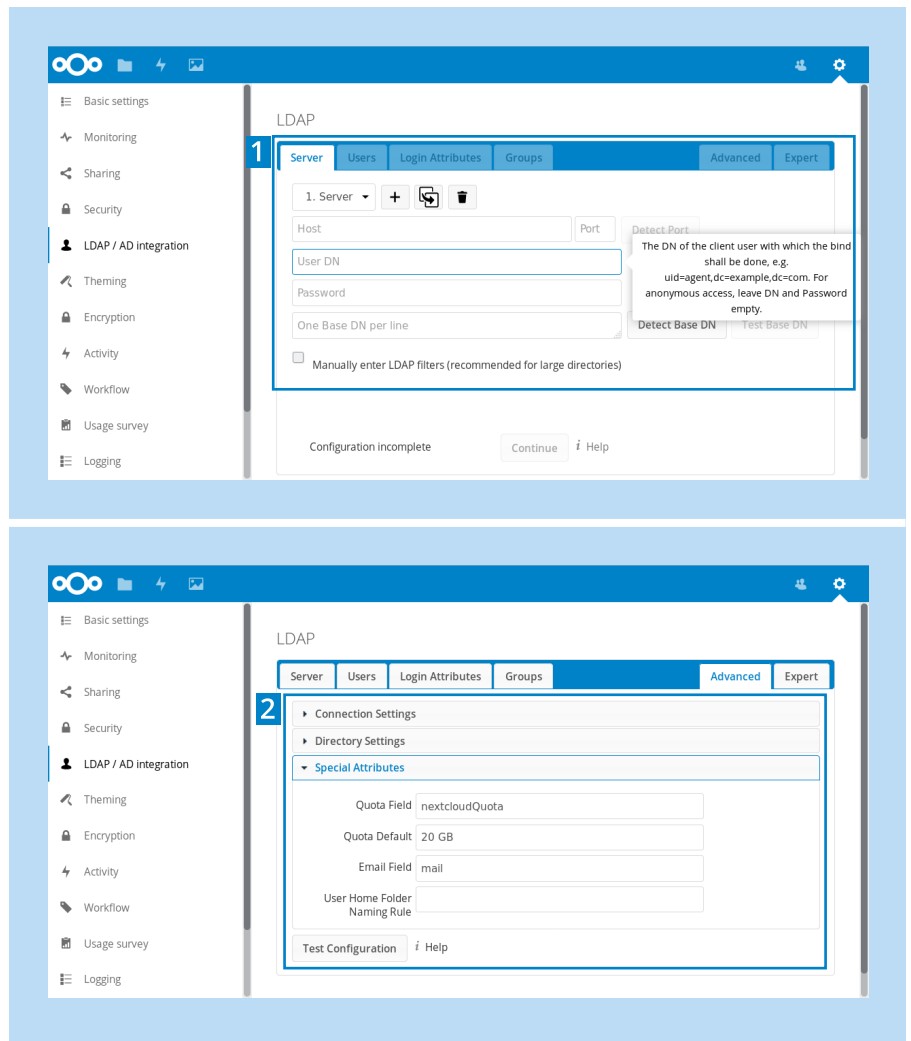 Basic settings
Monitoring
Sharing
Security
LDAP / AD integration
Theming
Encryption
Activity
Workflow
Usage survey
Logging
LDAP
1
Server Users Login Attributes Groups Advanced Expert
1. Server
Host Port Detect Port
User DN
The DN of the client user with which the bind
shall be done, e.g.
uid=agent,dc=example,dc=com. For
anonymous access, leave DN and Password
empty.
Password
One Base DN per line Detect Base DN Test Base DN
Manually enter LDAP filters (recommended for large directories)
Configuration incomplete Continue i Help
Basic settings
Monitoring
Sharing
Security
LDAP / AD integration
Theming
Encryption
Activity
Workflow
Usage survey
Logging
LDAP
Server Users Login Attributes Groups Advanced Expert
2
Connection Settings
Directory Settings
Special Attributes
Quota Field nextcloudQuota
Quota Default 20 GB
Email Field mail
User Home Folder
Naming Rule
Test Configuration i Help